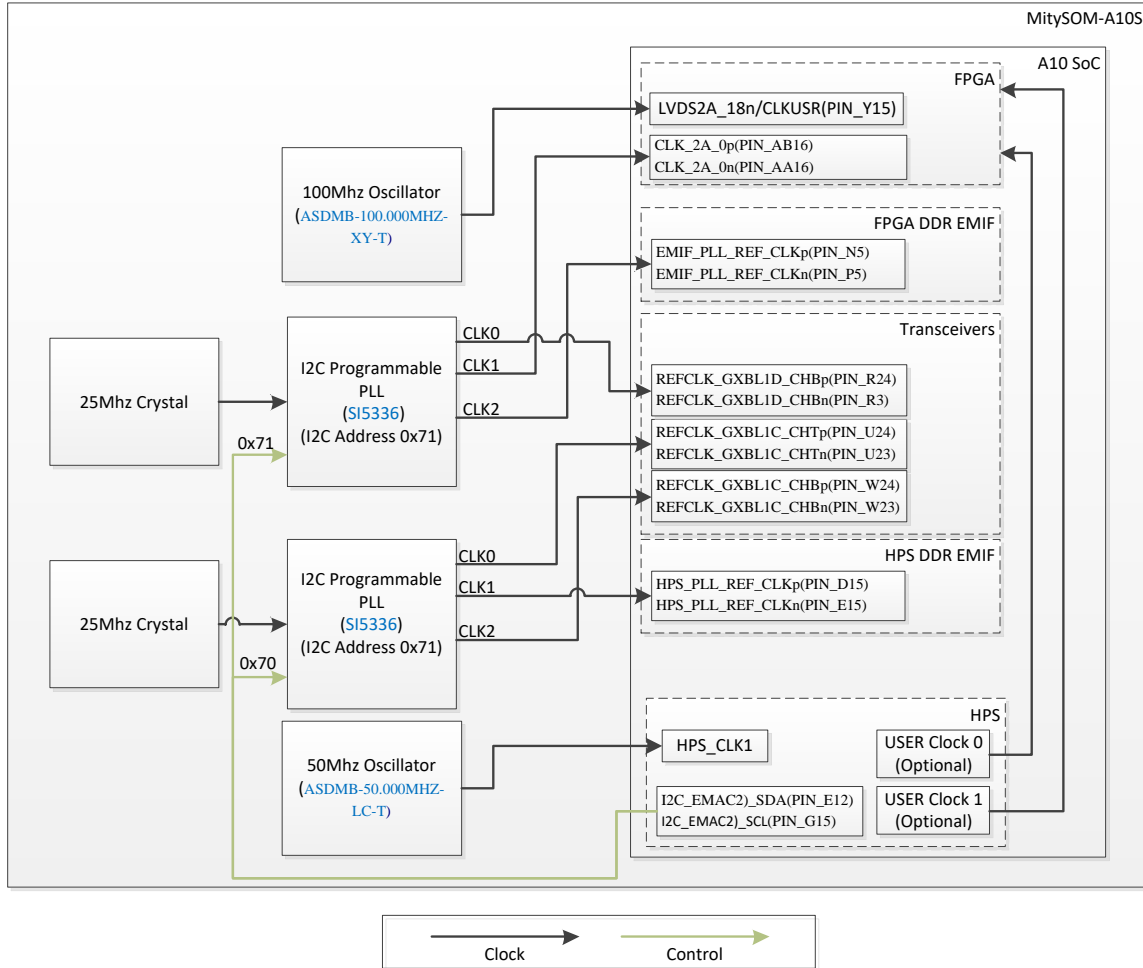 MitySOM-A10S
A10 SoC
FPGA
LVDS2A_18n/CLKUSR(PIN_Y15)
CLK_2A_0p(PIN_AB16)
CLK_2A_0n(PIN_AA16)
100Mhz Oscillator
(ASDMB-100.000MHZ-
XY-T)
FPGA DDR EMIF
EMIF_PLL_REF_CLKp(PIN_N5)
EMIF_PLL_REF_CLKn(PIN_P5)
25Mhz Crystal
I2C Programmable
PLL
(SI5336)
(I2C Address 0x71)
CLK0
CLK1
CLK2
0x71
Transceivers
REFCLK_GXBL1D_CHBp(PIN_R24)
REFCLK_GXBL1D_CHBn(PIN_R3)
REFCLK_GXBL1C_CHTp(PIN_U24)
REFCLK_GXBL1C_CHTn(PIN_U23)
REFCLK_GXBL1C_CHBp(PIN_W24)
REFCLK_GXBL1C_CHBn(PIN_W23)
25Mhz Crystal
I2C Programmable
PLL
(SI5336)
(I2C Address 0x71)
CLK0
CLK1
CLK2
0x70
HPS DDR EMIF
HPS_PLL_REF_CLKp(PIN_D15)
HPS_PLL_REF_CLKn(PIN_E15)
50Mhz Oscillator
(ASDMB-50.000MHZ-
LC-T)
HPS
HPS_CLK1
USER Clock 0
(Optional)
I2C_EMAC2)_SDA(PIN_E12)
I2C_EMAC2)_SCL(PIN_G15)
USER Clock 1
(Optional)
Clock
Control